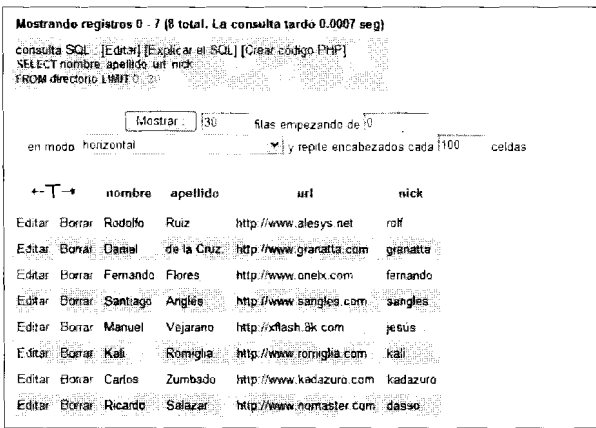 Mostrando registros 0 - 7 (8 total. La consulta tardó 0.0007 seg)
consulta SQL : [Editar] [Explicar el SQL] [Crear código PHP]
SELECT nombre, apellido, url, nick
FROM directorio LIMIT 0, 30
Mostrar : 30 filas empezando de 0
en modo horizontal y repite encabezados cada 100 celdas
←T→ nombre apellido url nick
Editar Borrar Rodolfo Ruiz http://www.alesys.net rolf
Editar Borrar Daniel de la Cruz http://www.granatta.com granatta
Editar Borrar Fernando Flores http://www.onelx.com fernando
Editar Borrar Santiago Anglés http://www.sangles.com sangles
Editar Borrar Manuel Vejarano http://xflash.8k.com jesús
Editar Borrar Kali Romiglia http://www.romiglia.com kali
Editar Borrar Carlos Zumbado http://www.kadazuro.com kadazuro
Editar Borrar Ricardo Salazar http://www.nomaster.com dasso